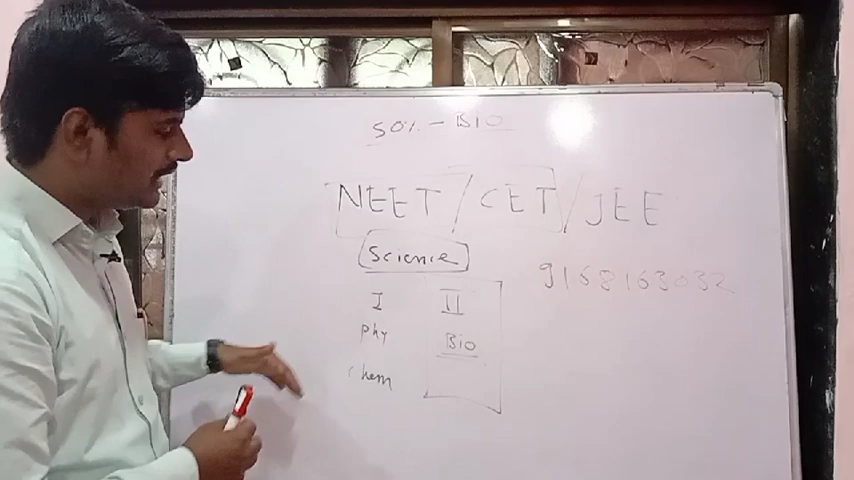 50% - BIO
NEET / CET / JEE
Science
9168163032
I II
phy Bio
chem